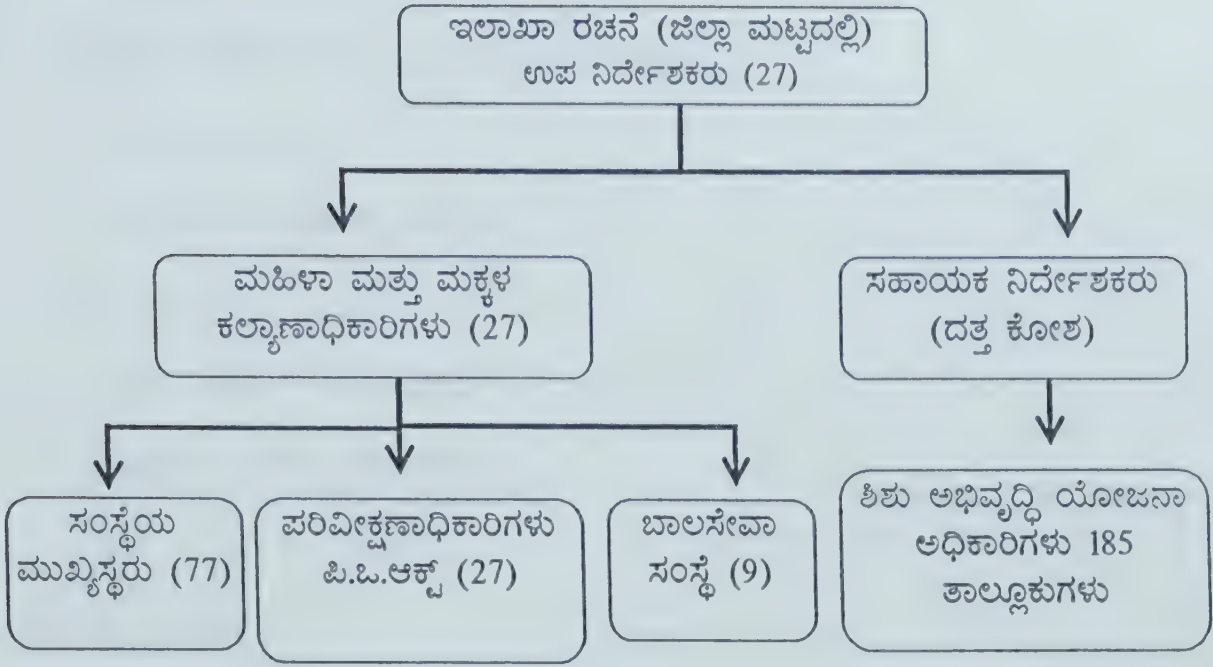 ಇಲಾಖಾ ರಚನೆ (ಜಿಲ್ಲಾ ಮಟ್ಟದಲ್ಲಿ)
ಉಪ ನಿರ್ದೇಶಕರು (27)
ಮಹಿಳಾ ಮತ್ತು ಮಕ್ಕಳ
ಕಲ್ಯಾಣಾಧಿಕಾರಿಗಳು (27)
ಸಹಾಯಕ ನಿರ್ದೇಶಕರು
(ದತ್ತ ಕೋಶ)
ಸಂಸ್ಥೆಯ
ಮುಖ್ಯಸ್ಥರು (77)
ಪರಿವೀಕ್ಷಣಾಧಿಕಾರಿಗಳು
ಪಿ.ಒ.ಆಕ್ಟ್ (27)
ಬಾಲಸೇವಾ
ಸಂಸ್ಥೆ (9)
ಶಿಶು ಅಭಿವೃದ್ಧಿ ಯೋಜನಾ
ಅಧಿಕಾರಿಗಳು 185
ತಾಲ್ಲೂಕುಗಳು